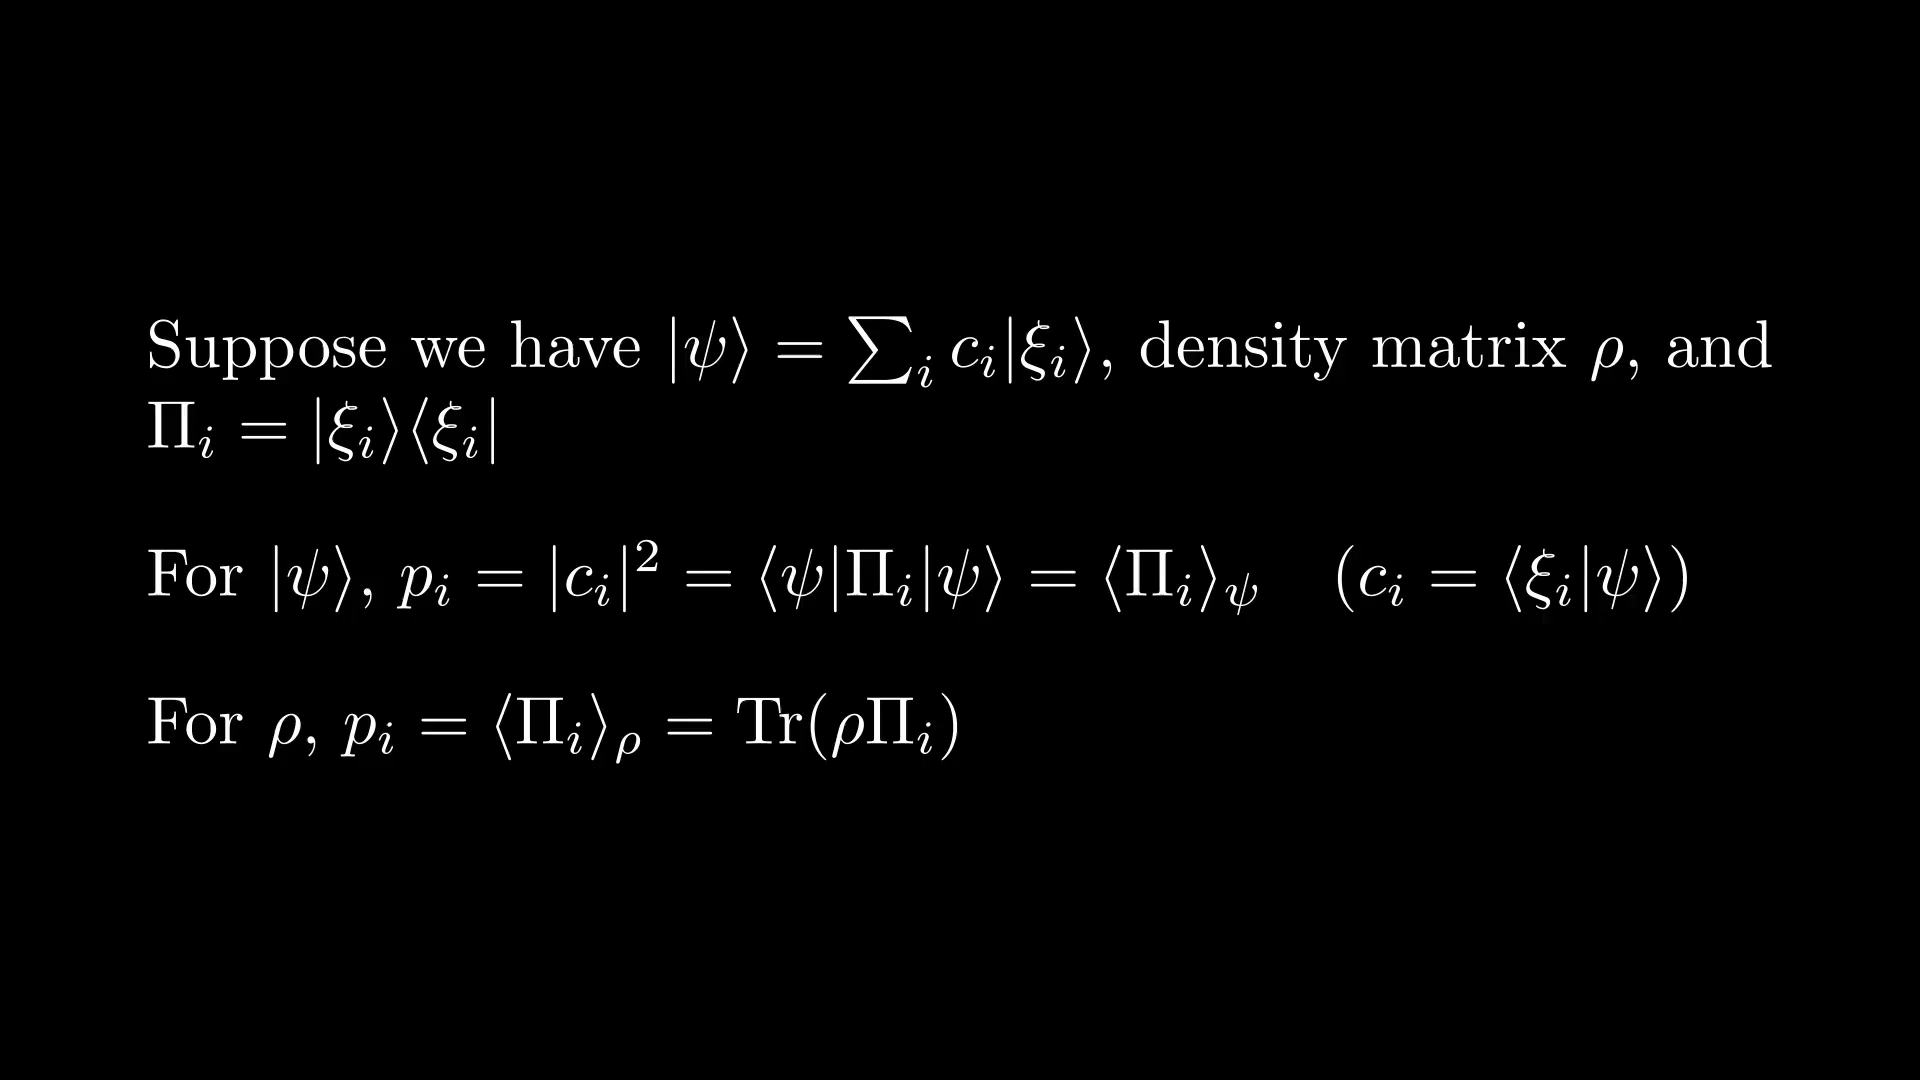 Suppose we have |ψ⟩ = ∑ᵢ cᵢ|ξᵢ⟩, density matrix ρ, and
Πᵢ = |ξᵢ⟩⟨ξᵢ|
For |ψ⟩, pᵢ = |cᵢ|² = ⟨ψ|Πᵢ|ψ⟩ = ⟨Πᵢ⟩_ψ (cᵢ = ⟨ξᵢ|ψ⟩)
For ρ, pᵢ = ⟨Πᵢ⟩ᵨ = Tr(ρΠᵢ)